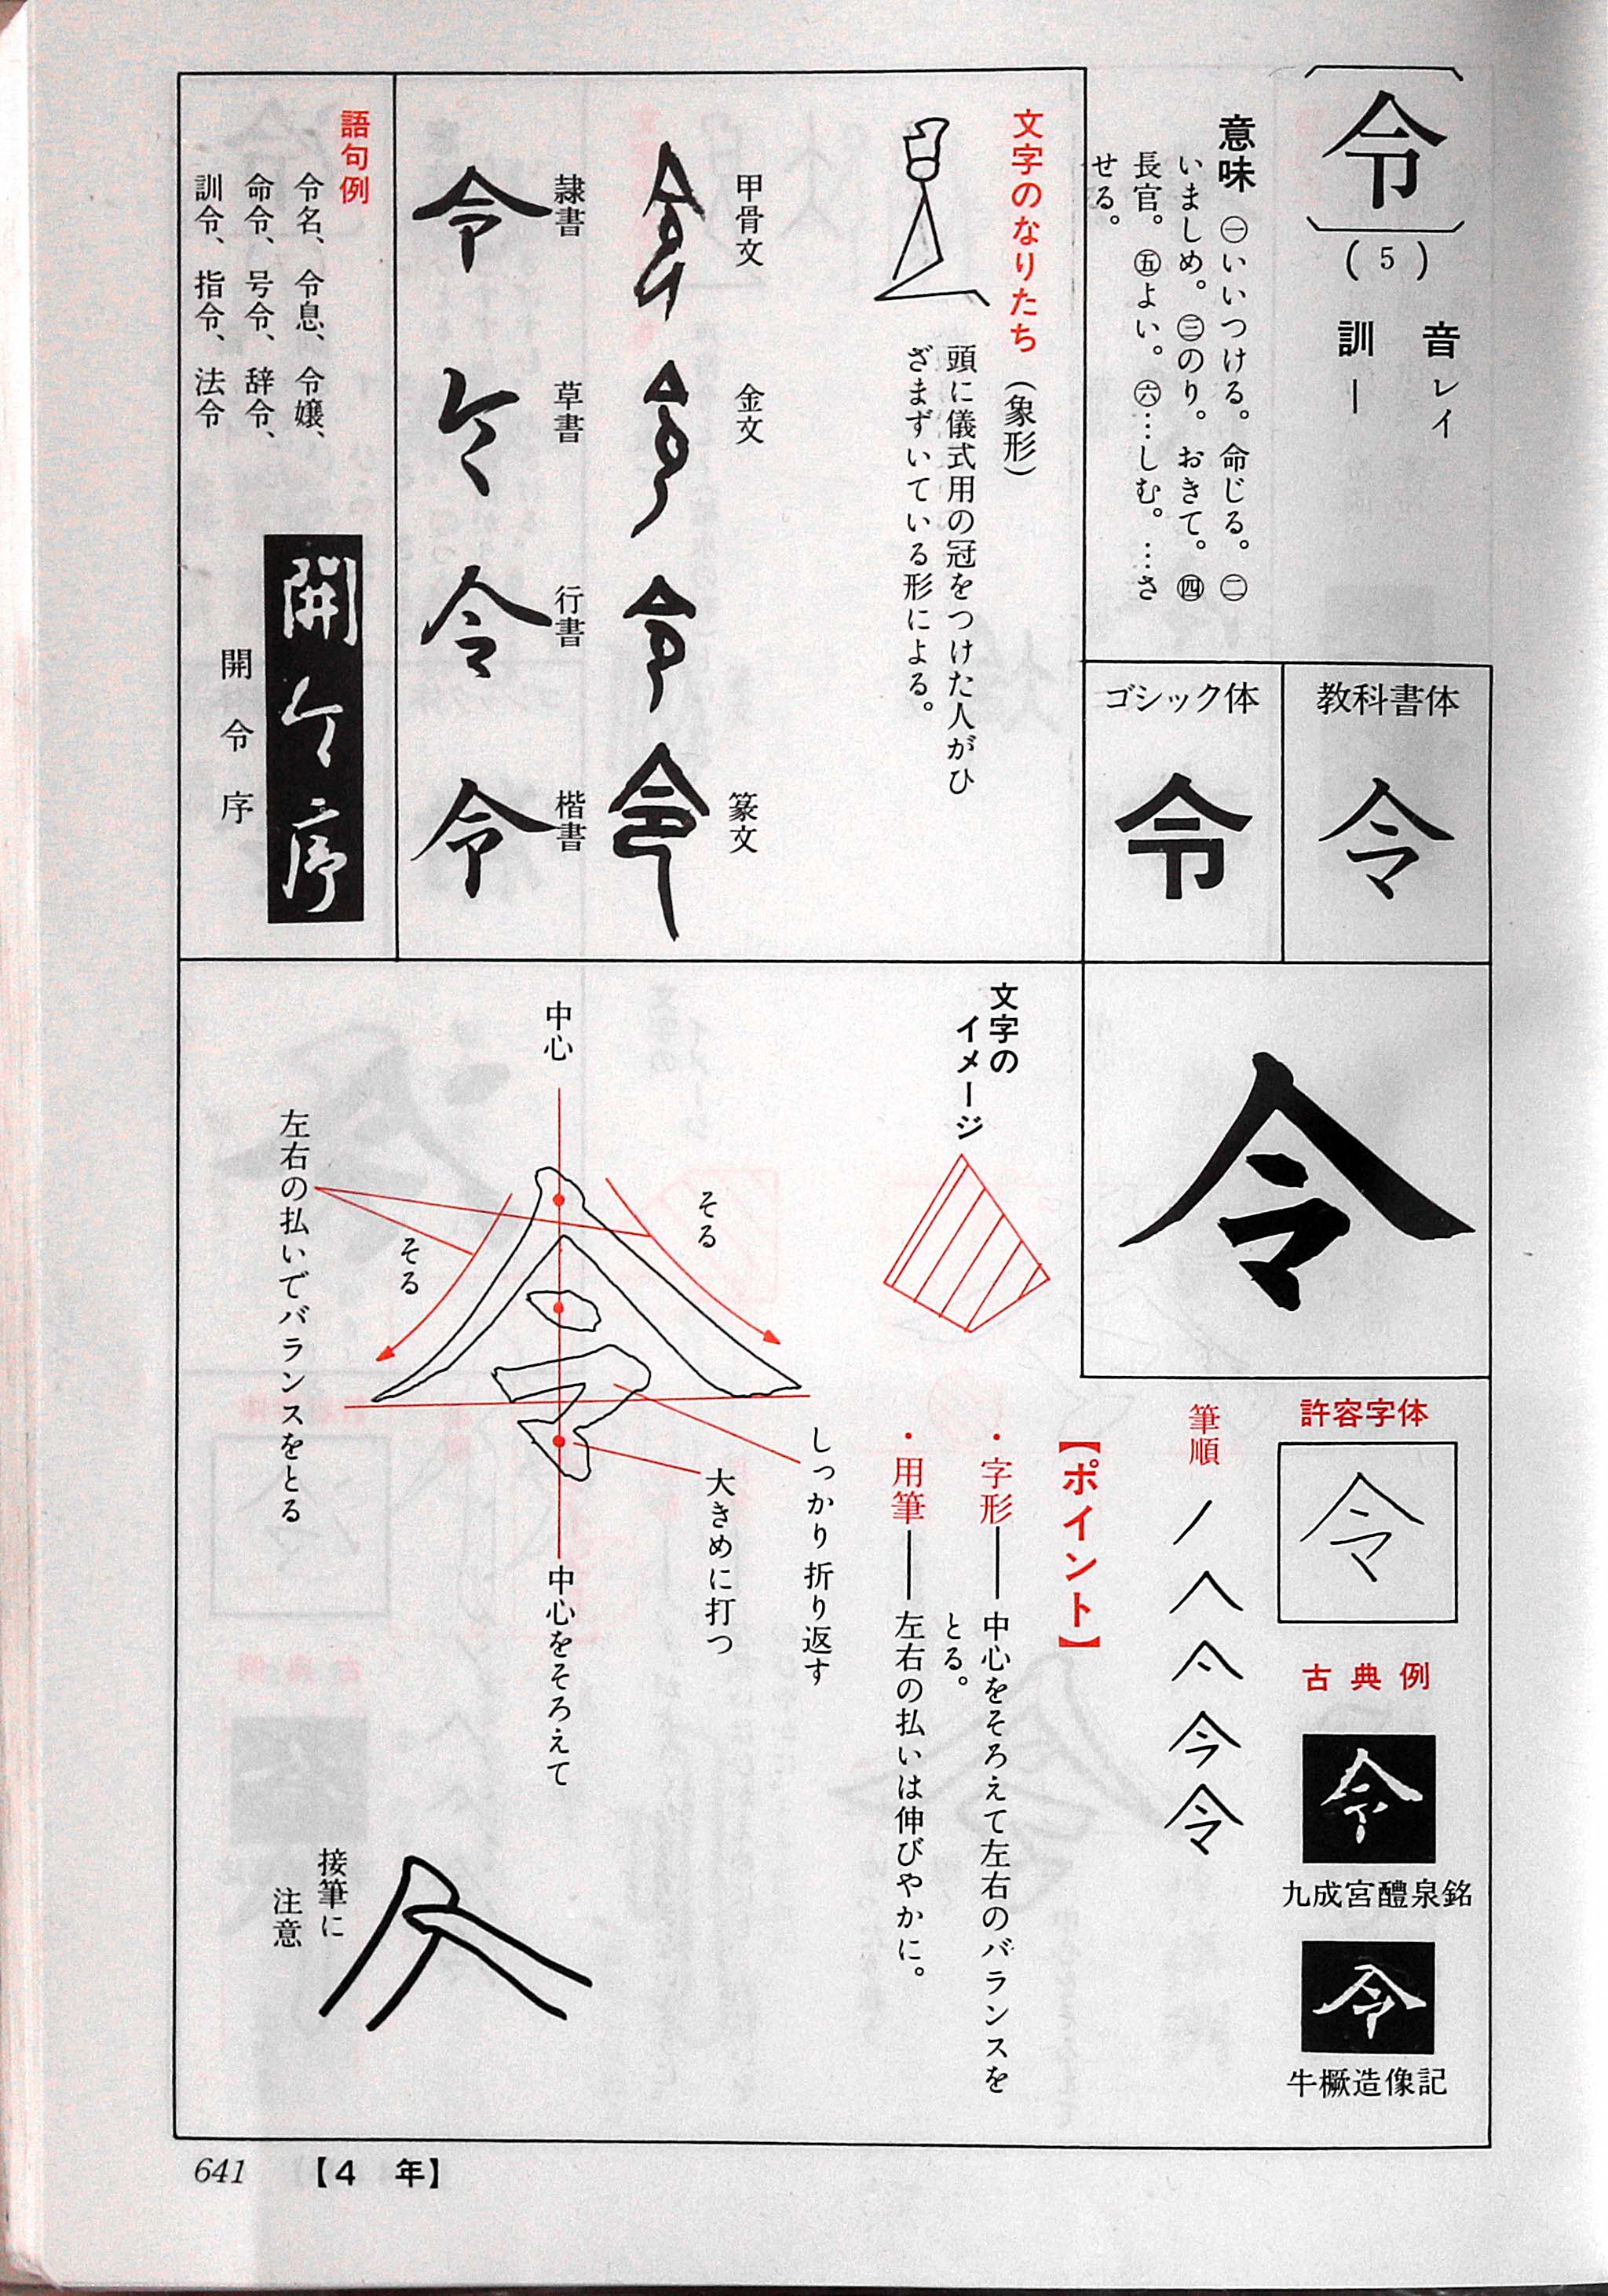 〔令〕(5)
音 レイ
訓 ―
意味 ㊀いいつける。命じる。㊁
いましめ。㊂のり。おきて。㊃
長官。㊄よい。㊅…しむ。…さ
せる。
教科書体
令
ゴシック体
令
文字のなりたち(象形)
頭に儀式用の冠をつけた人がひ
ざまずいている形による。
甲骨文 金文 篆文
隷書 草書 行書 楷書
令 令 令 令
語句例
令名、令息、令嬢、
命令、号令、辞令、
訓令、指令、法令
開令序
開令序
令
許容字体
令
古典例
令
九成宮醴泉銘
令
牛橛造像記
筆順
令
【ポイント】
・字形――中心をそろえて左右のバランスを
とる。
・用筆――左右の払いは伸びやかに。
文字の
イメージ
そる
しっかり折り返す
大きめに打つ
中心
中心をそろえて
そる
左右の払いでバランスをとる
接筆に
注意
641 【4 年】